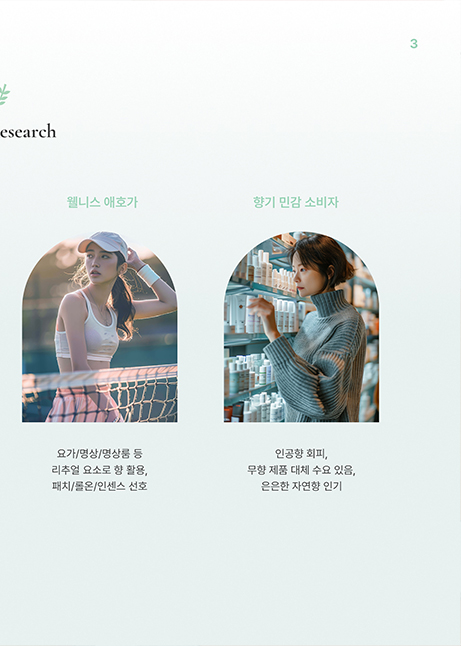 3
esearch
웰니스 애호가
향기 민감 소비자
요가/명상/명상룸 등
리추얼 요소로 향 활용,
패치/롤온/인센스 선호
인공향 회피,
무향 제품 대체 수요 있음,
은은한 자연향 인기